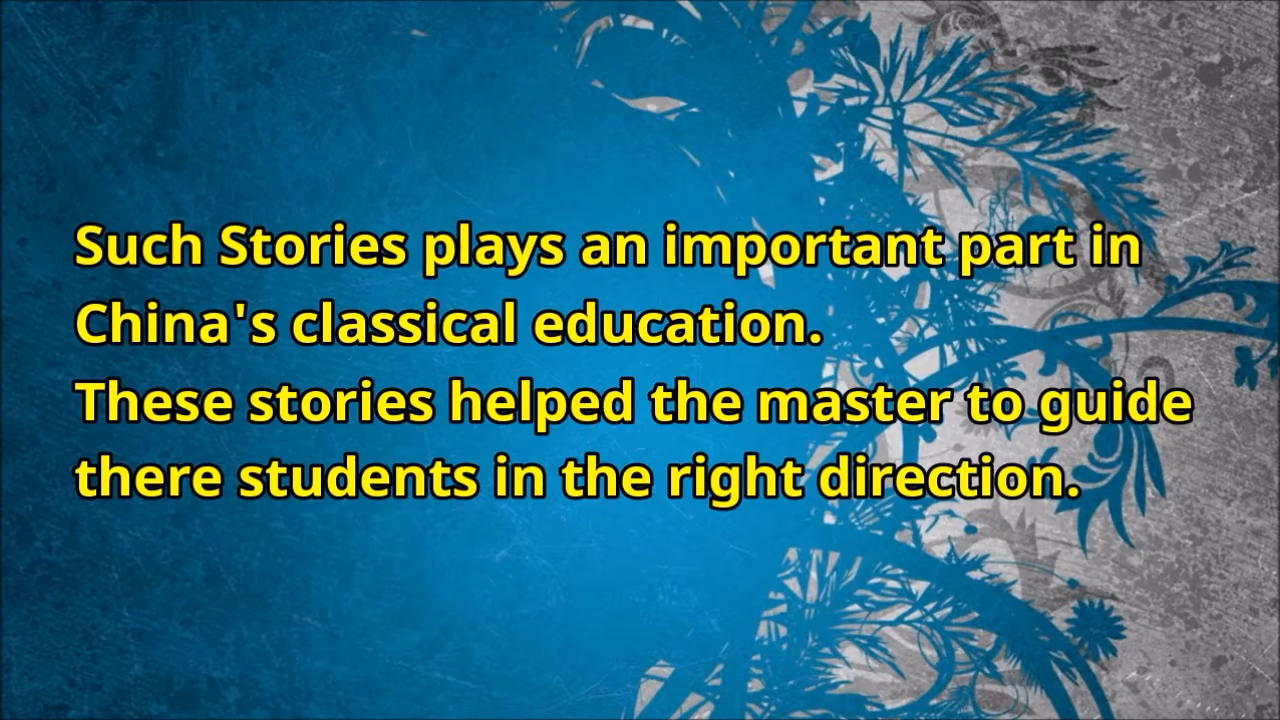 Such Stories plays an important part in
China's classical education.
These stories helped the master to guide
there students in the right direction.